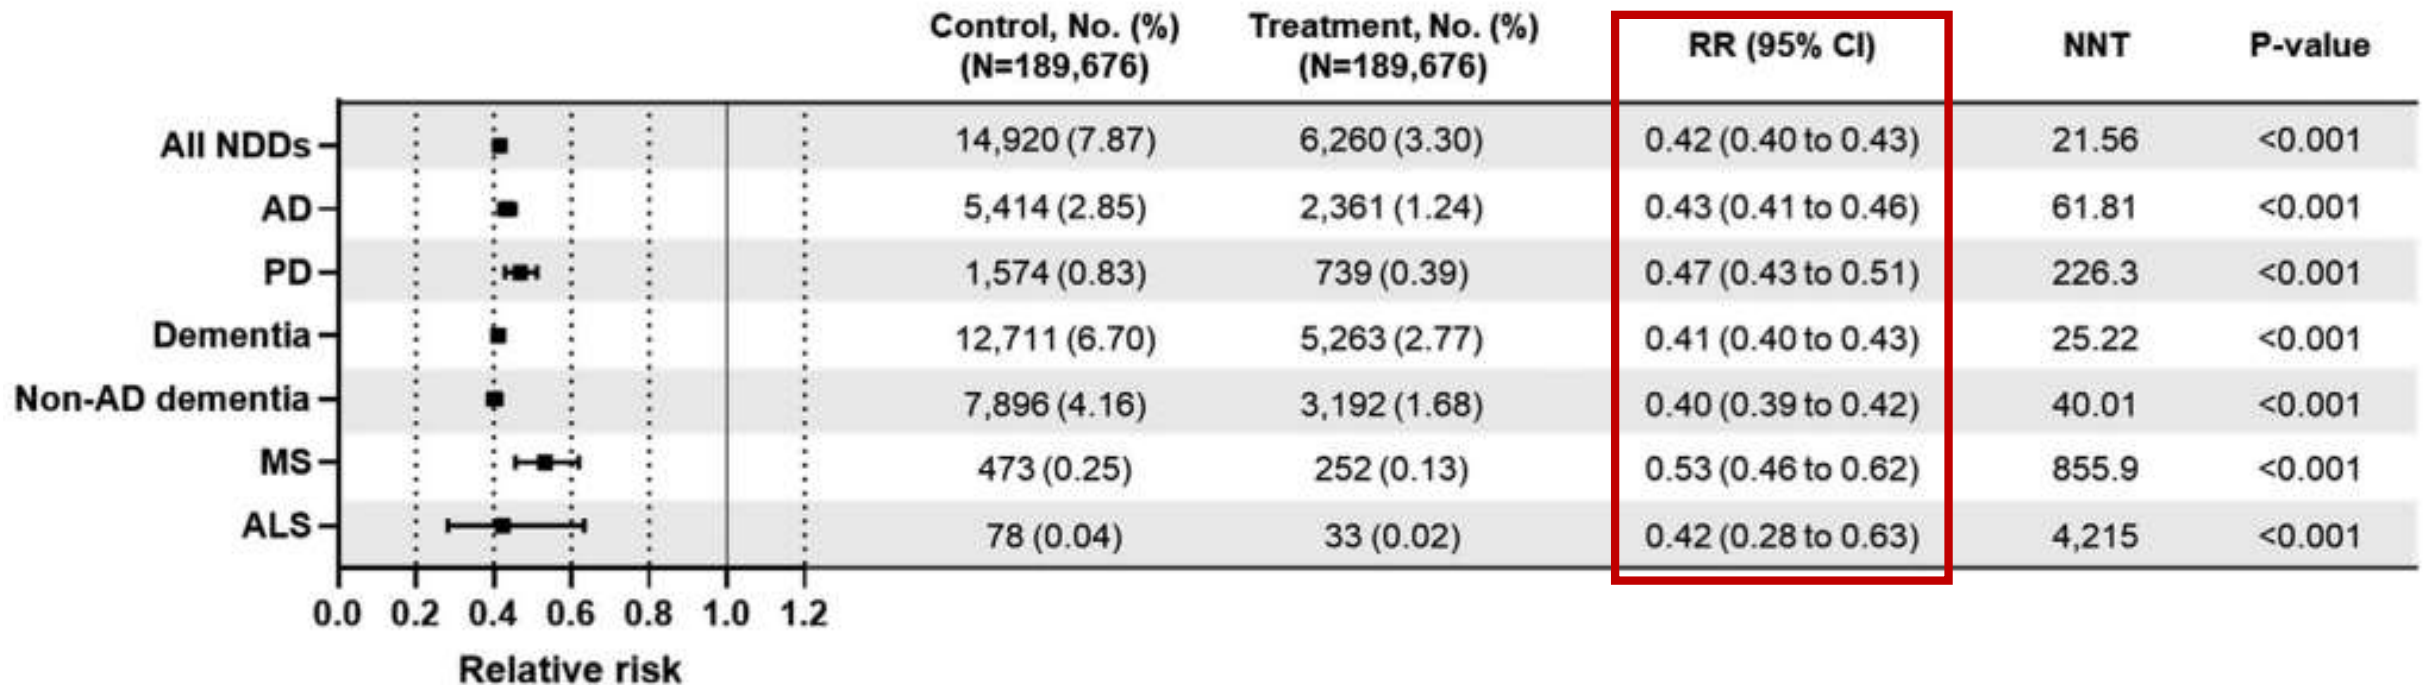 Control, No. (%) Treatment, No. (%) RR (95% CI) NNT P-value
(N=189,676) (N=189,676)
All NDDs 14,920 (7.87) 6,260 (3.30) 0.42 (0.40 to 0.43) 21.56 <0.001
AD 5,414 (2.85) 2,361 (1.24) 0.43 (0.41 to 0.46) 61.81 <0.001
PD 1,574 (0.83) 739 (0.39) 0.47 (0.43 to 0.51) 226.3 <0.001
Dementia 12,711 (6.70) 5,263 (2.77) 0.41 (0.40 to 0.43) 25.22 <0.001
Non-AD dementia 7,896 (4.16) 3,192 (1.68) 0.40 (0.39 to 0.42) 40.01 <0.001
MS 473 (0.25) 252 (0.13) 0.53 (0.46 to 0.62) 855.9 <0.001
ALS 78 (0.04) 33 (0.02) 0.42 (0.28 to 0.63) 4,215 <0.001
0.0 0.2 0.4 0.6 0.8 1.0 1.2
Relative risk